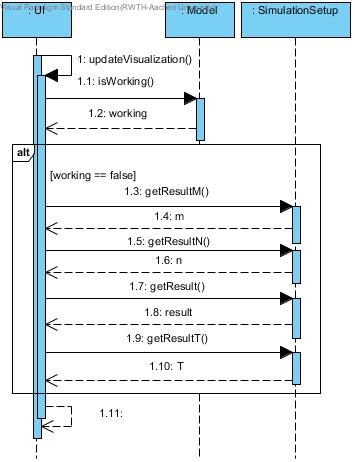 Visual Paradigm Standard Edition(RWTH-Aachen
: UI
: Model
: SimulationSetup
1: updateVisualization()
1.1: isWorking()
1.2: working
alt
[working == false]
1.3: getResultM()
1.4: m
1.5: getResultN()
1.6: n
1.7: getResult()
1.8: result
1.9: getResultT()
1.10: T
1.11: